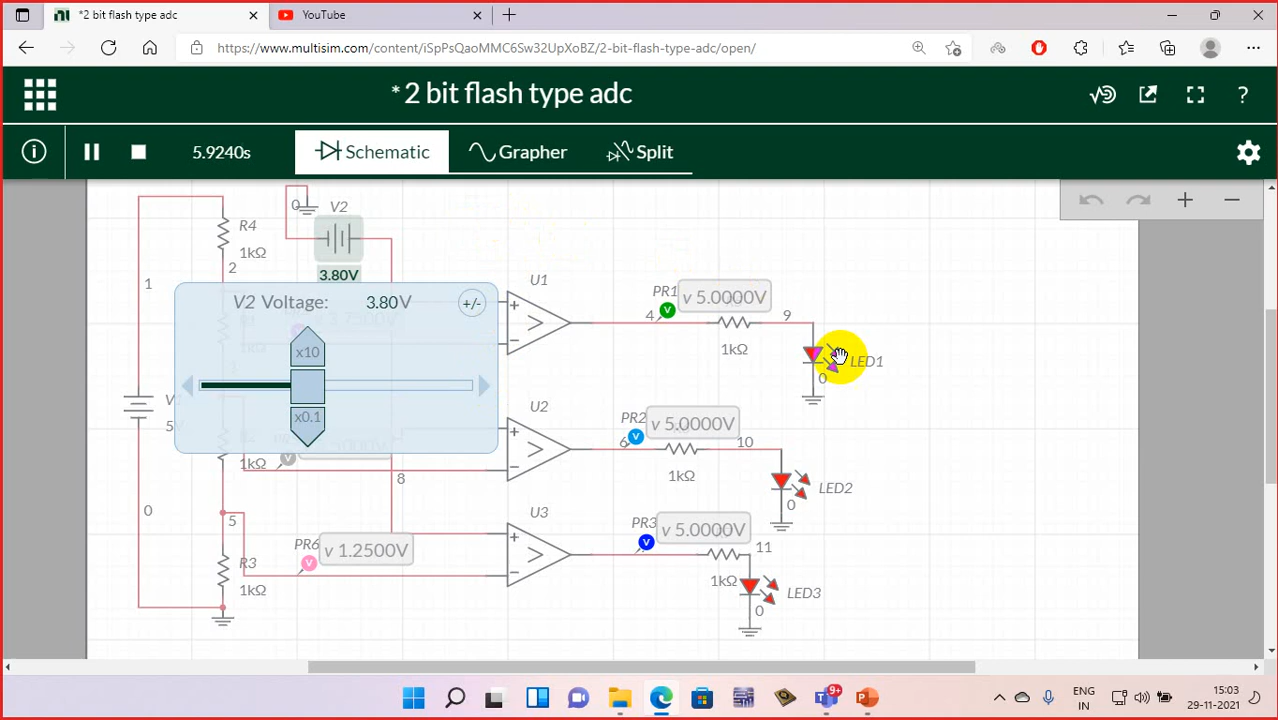 *2 bit flash type adc
YouTube
https://www.multisim.com/content/iSpPsQaoMMC6Sw32UpXoBZ/2-bit-flash-type-adc/open/
* 2 bit flash type adc
?
5.9240s
Schematic
Grapher
Split
0
V2
R4
1kΩ
3.80V
1
2
U1
PR1
v 5.0000V
V2 Voltage:
3.80V
+/-
4
9
1kΩ
x10
LED1
0
x0.1
U2
PR2
v 5.0000V
5
6
10
1kΩ
1kΩ
8
LED2
0
0
5
U3
PR3
v 5.0000V
PR6
v 1.2500V
11
R3
1kΩ
1kΩ
LED3
0
9+
ENG
IN
15:03
29-11-2021